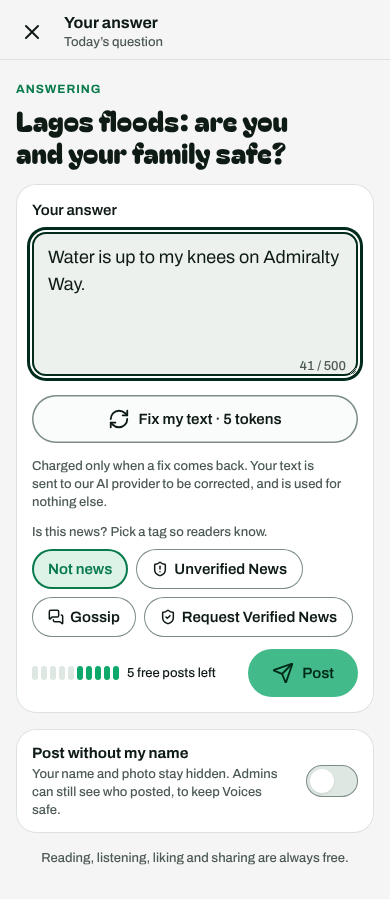 Your answer
Today's question
ANSWERING
Lagos floods: are you
and your family safe?
Your answer
Water is up to my knees on Admiralty
Way.
41 / 500
Fix my text · 5 tokens
Charged only when a fix comes back. Your text is
sent to our AI provider to be corrected, and is used for
nothing else.
Is this news? Pick a tag so readers know.
Not news
Unverified News
Gossip
Request Verified News
5 free posts left
Post
Post without my name
Your name and photo stay hidden. Admins
can still see who posted, to keep Voices
safe.
Reading, listening, liking and sharing are always free.